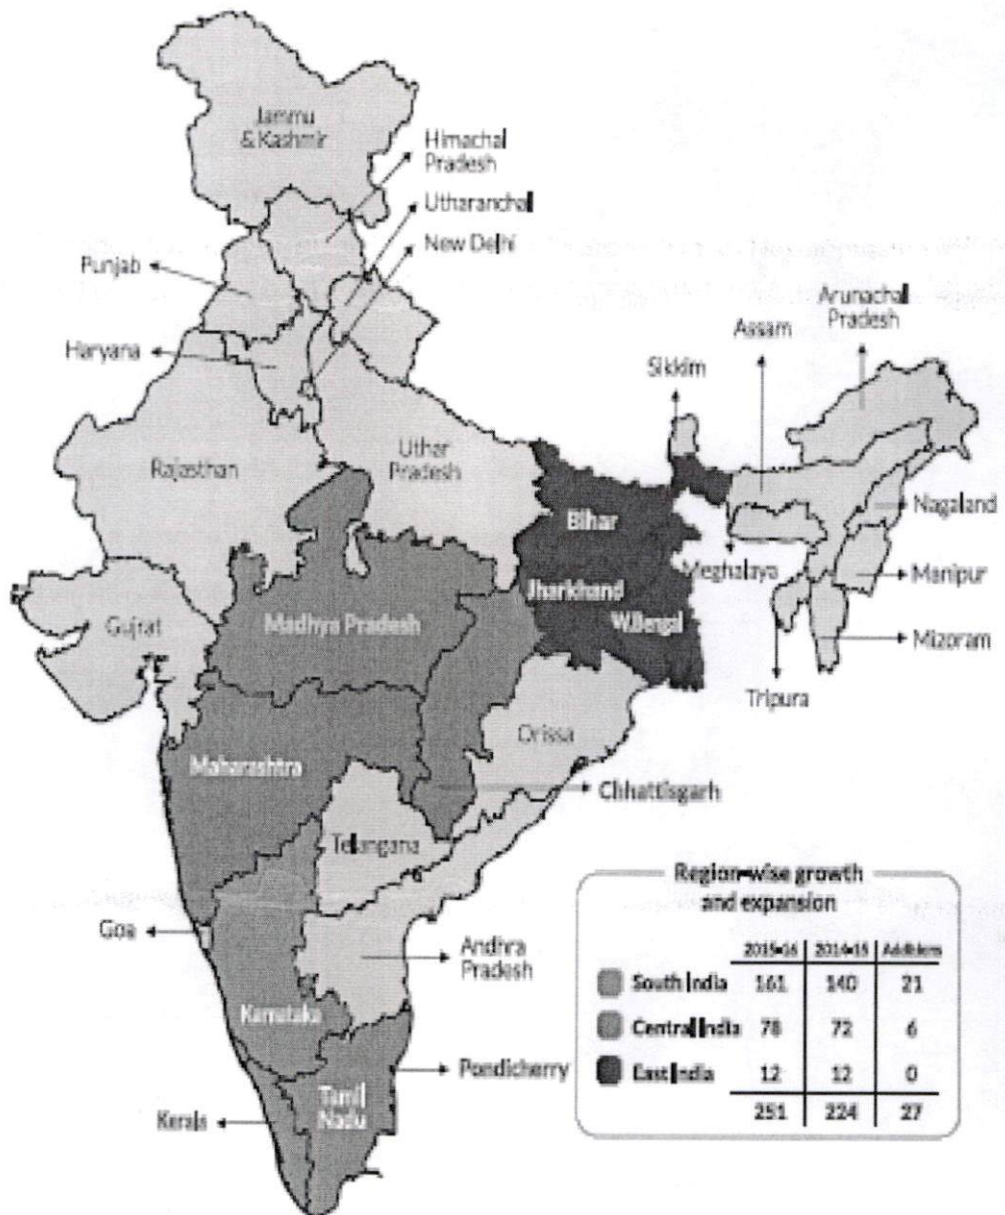 Jammu
& Kashmir
Himachal
Pradesh
Utharanchal
New Delhi
Punjab
Haryana
Arunachal
Pradesh
Assam
Sikkim
Rajasthan
Uthar
Pradesh
Bihar
Nagaland
Meghalaya
Manipur
Jharkhand
W.Bengal
Gujrat
Madhya Pradesh
Mizoram
Tripura
Orissa
Maharashtra
Chhattisgarh
Telangana
Goa
Andhra
Pradesh
Karnataka
Pondicherry
Tamil
Nadu
Kerala
Region-wise growth
and expansion
2015-16 2014-15 Additions
South India 161 140 21
Central India 78 72 6
East India 12 12 0
251 224 27